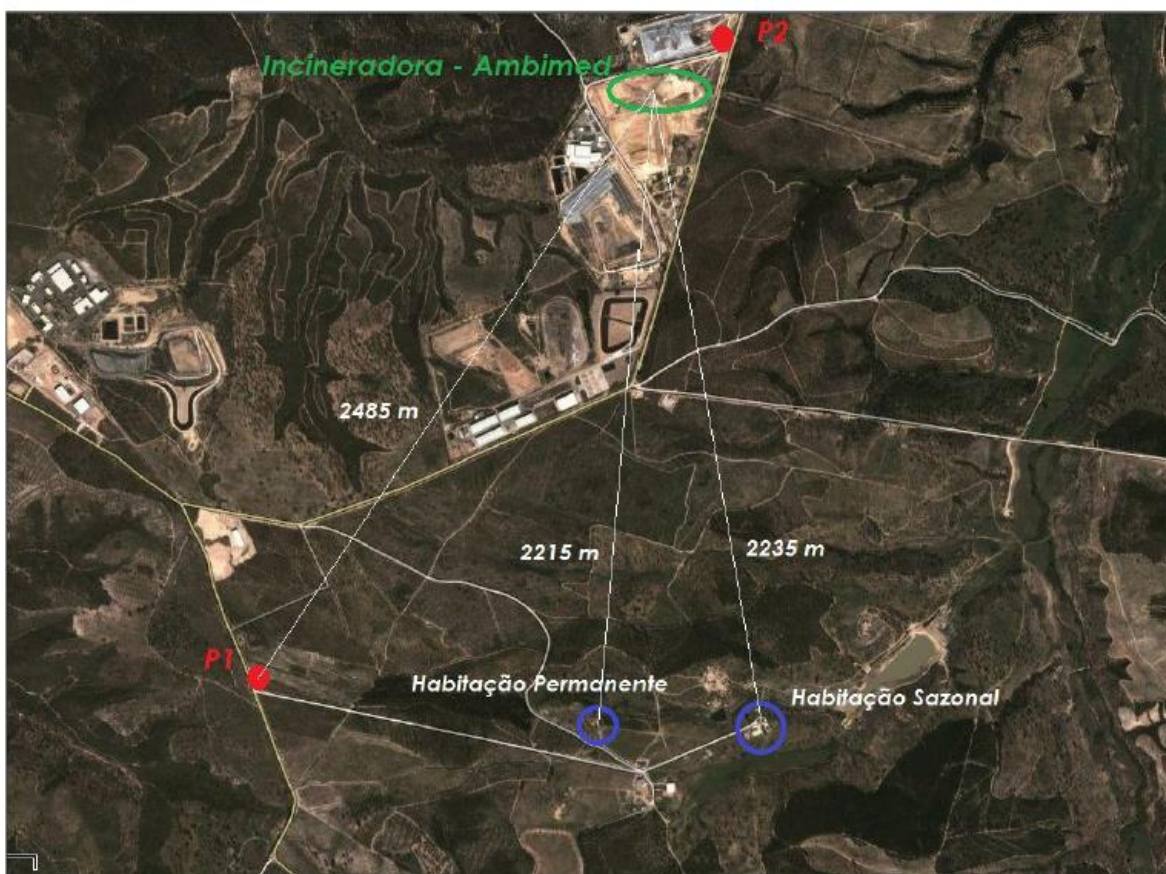 P2
Incineradora - Ambimed
2485 m
2215 m
2235 m
P1
Habitação Permanente
Habitação Sazonal